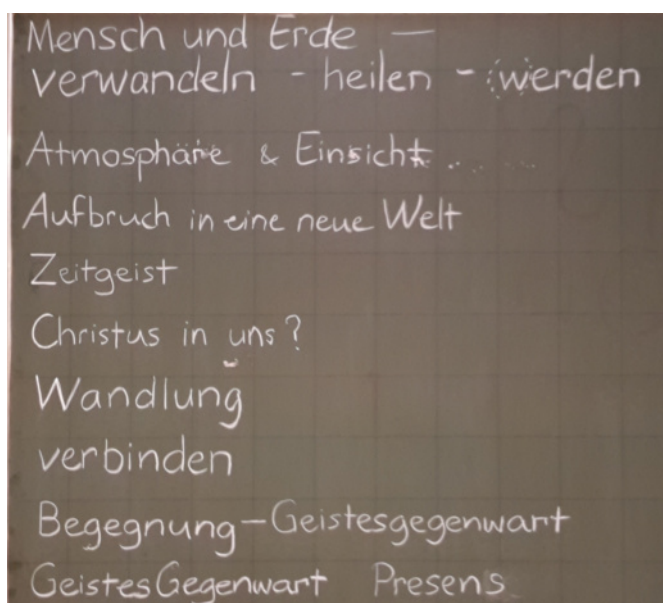 Mensch und Erde —
verwandeln - heilen - (werden
Atmosphäre & Einsicht . . . . .
Aufbruch in eine neue Welt
Zeitgeist
Christus in uns?
Wandlung
verbinden
Begegnung - Geistesgegenwart
GeistesGegenwart Presens